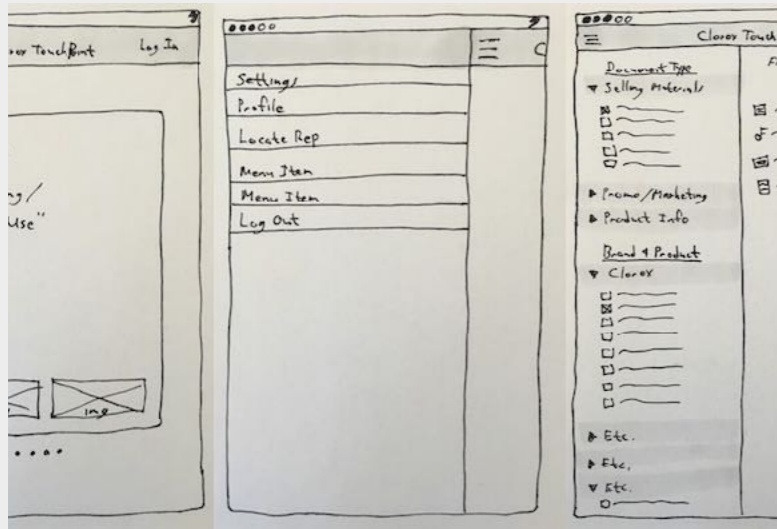 TouchPoint Log In
Use"
img
Settings
Profile
Locate Rep
Menu Item
Menu Item
Log Out
C
Clorox Touch
Document Type
Selling Materials
Promo/Marketing
Product Info
Brand & Product
Clorox
Etc.
Etc.
Etc.